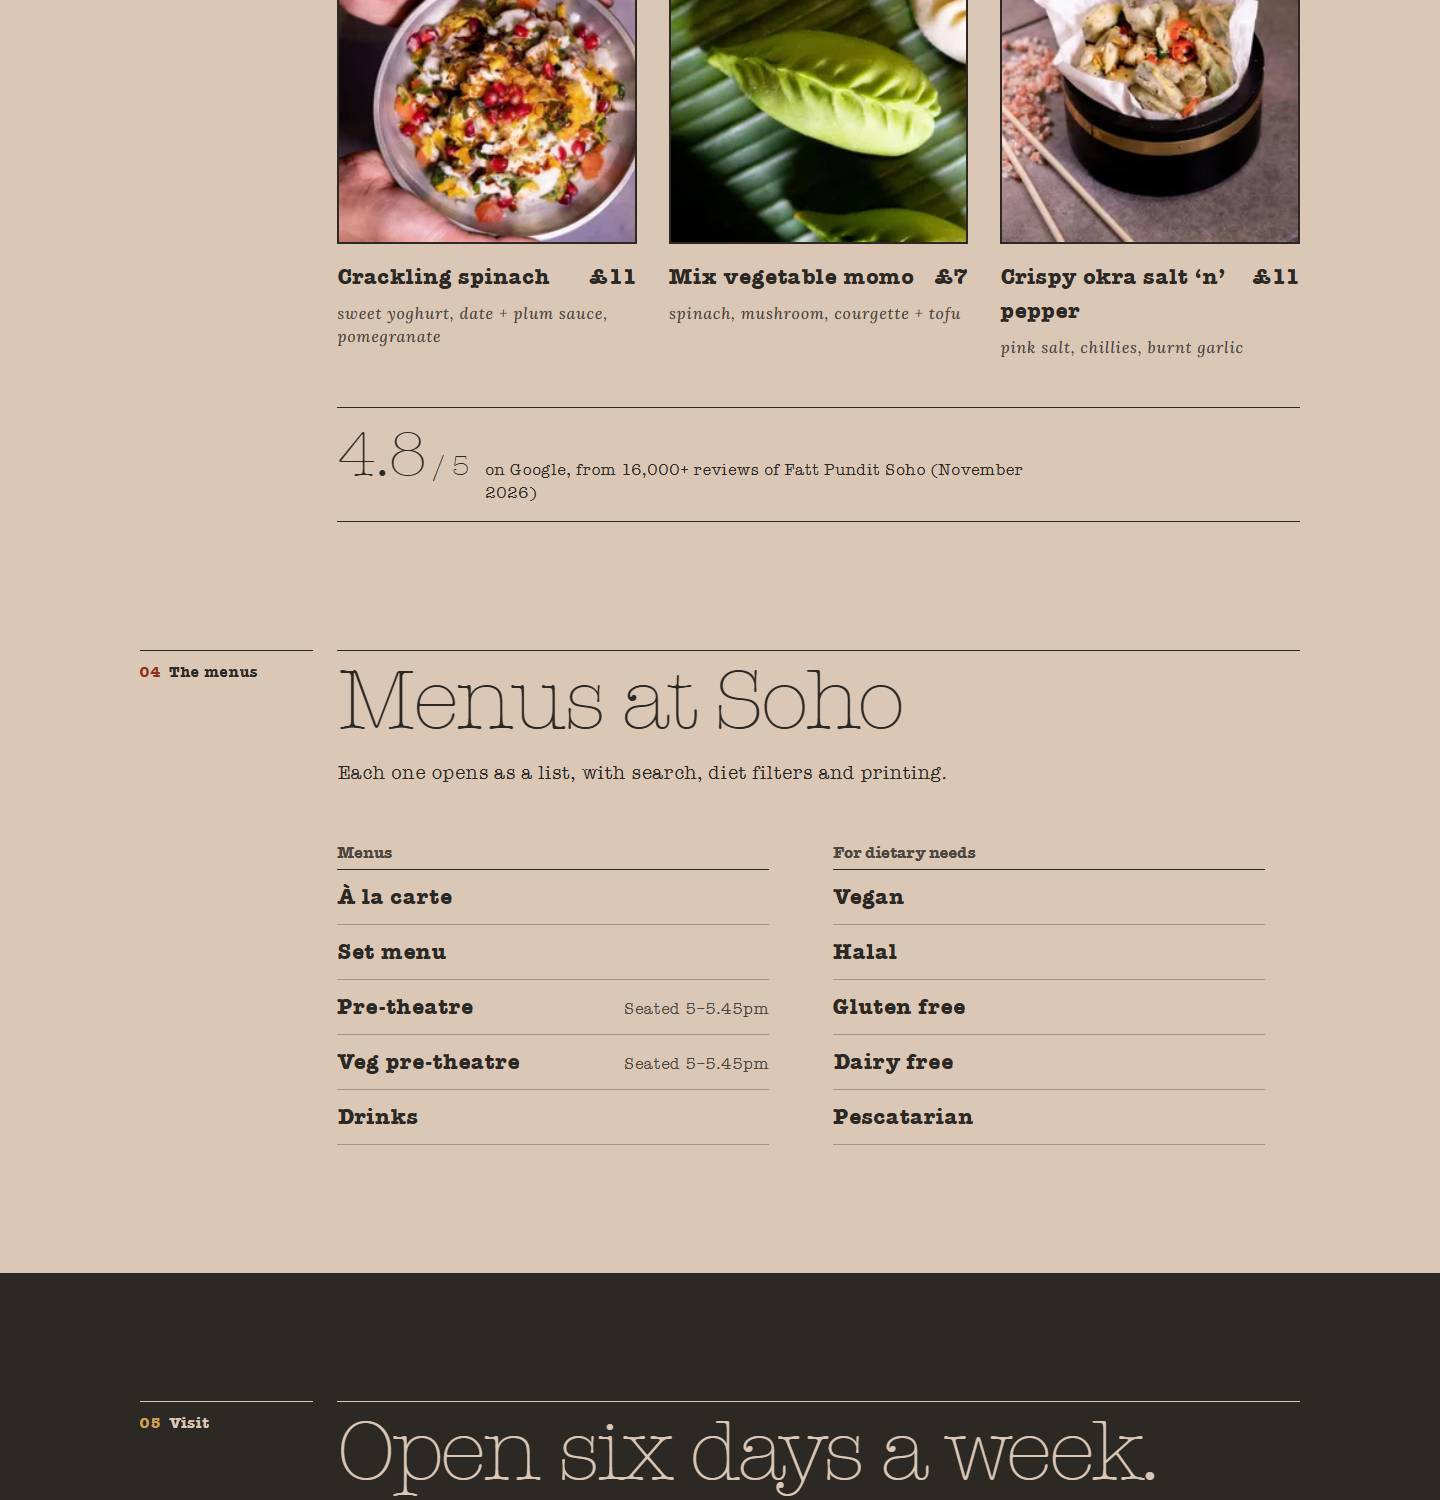 Crackling spinach £11
sweet yoghurt, date + plum sauce,
pomegranate
Mix vegetable momo £7
spinach, mushroom, courgette + tofu
Crispy okra salt ‘n’ £11
pepper
pink salt, chillies, burnt garlic
4.8 / 5 on Google, from 16,000+ reviews of Fatt Pundit Soho (November
2026)
04 The menus
Menus at Soho
Each one opens as a list, with search, diet filters and printing.
Menus
À la carte
Set menu
Pre-theatre Seated 5–5.45pm
Veg pre-theatre Seated 5–5.45pm
Drinks
For dietary needs
Vegan
Halal
Gluten free
Dairy free
Pescatarian
05 Visit
Open six days a week.